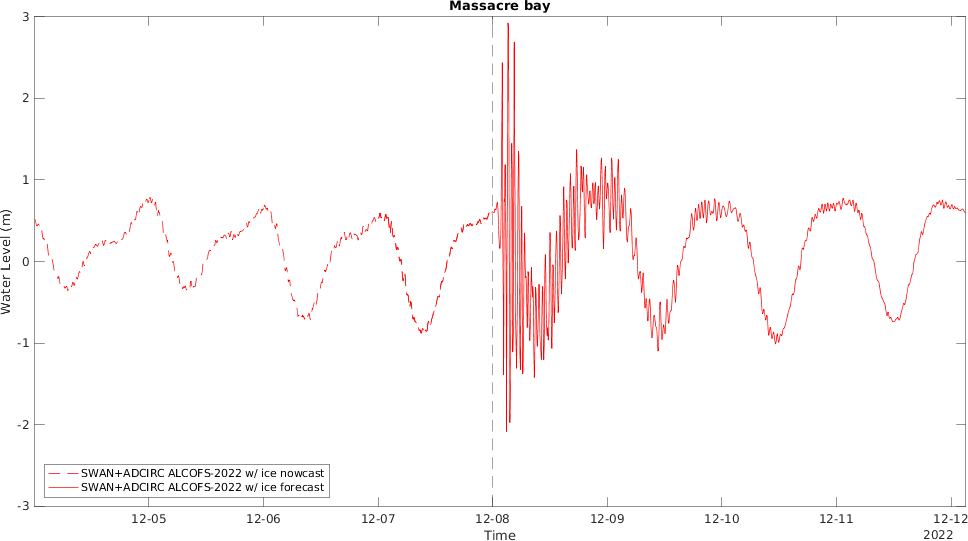 Massacre bay
3
2
1
0
-1
-2
-3
Water Level (m)
SWAN+ADCIRC ALCOFS-2022 w/ ice nowcast
SWAN+ADCIRC ALCOFS-2022 w/ ice forecast
12-05 12-06 12-07 12-08 12-09 12-10 12-11 12-12
Time
2022